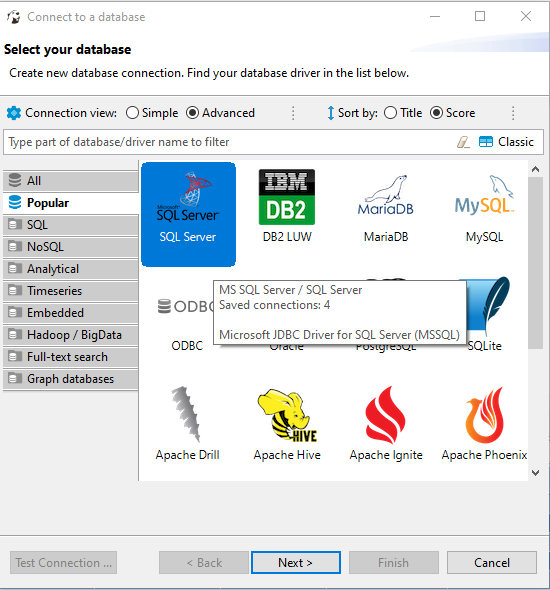 Connect to a database
Select your database
Create new database connection. Find your database driver in the list below.
Connection view: Simple Advanced Sort by: Title Score
Type part of database/driver name to filter Classic
All
Popular
SQL
NoSQL
Analytical
Timeseries
Embedded
Hadoop / BigData
Full-text search
Graph databases
Microsoft
SQL Server
SQL Server
IBM
DB2
DB2 LUW
MariaDB
MariaDB
MySQL
MySQL
MS SQL Server / SQL Server
Saved connections: 4
Microsoft JDBC Driver for SQL Server (MSSQL)
ODBC
ODBC
Oracle
PostgreSQL
SQLite
Apache Drill
HIVE
Apache Hive
Apache Ignite
Apache Phoenix
Test Connection ... < Back Next > Finish Cancel